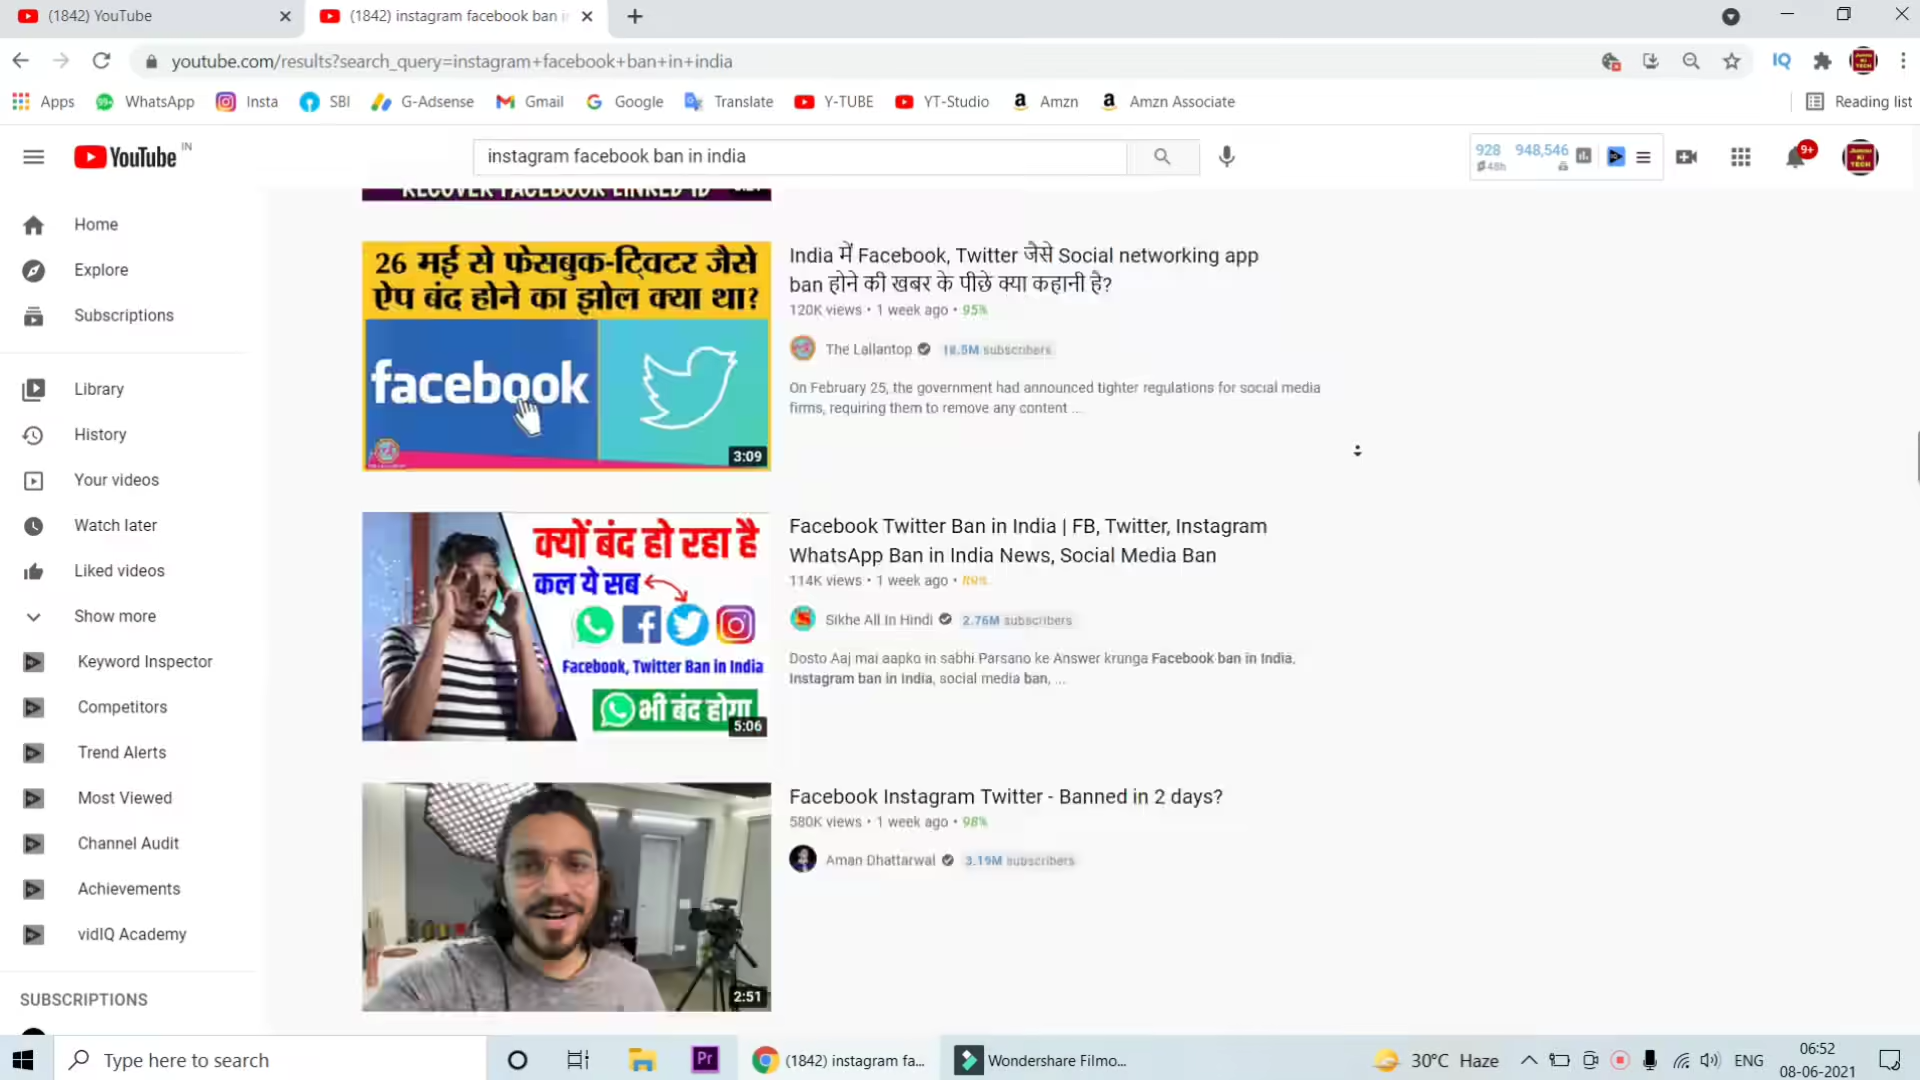 (1842) YouTube
(1842) instagram facebook ban i
youtube.com/results?search_query=instagram+facebook+ban+in+india
Apps
WhatsApp
Insta
SBI
G-Adsense
Gmail
Google
Translate
Y-TUBE
YT-Studio
Amzn
Amzn Associate
Reading list
YouTube IN
instagram facebook ban in india
928
48h
948,546
9+
Home
Explore
Subscriptions
Library
History
Your videos
Watch later
Liked videos
Show more
Keyword Inspector
Competitors
Trend Alerts
Most Viewed
Channel Audit
Achievements
vidIQ Academy
SUBSCRIPTIONS
RECOVER FACEBOOK LINKED ID
26 मई से फेसबुक-ट्विटर जैसे
ऐप बंद होने का झोल क्या था?
facebook
3:09
India में Facebook, Twitter जैसे Social networking app
ban होने की खबर के पीछे क्या कहानी है?
120K views • 1 week ago • 95%
The Lallantop
subscribers
On February 25, the government had announced tighter regulations for social media
firms, requiring them to remove any content ...
क्यों बंद हो रहा है
कल ये सब
Facebook, Twitter Ban in India
भी बंद होगा
5:06
Facebook Twitter Ban in India | FB, Twitter, Instagram
WhatsApp Ban in India News, Social Media Ban
114K views • 1 week ago •
Sikhe All In Hindi
2.76M subscribers
Dosto Aaj mai aapko in sabhi Parsano ke Answer krunga Facebook ban in India,
Instagram ban in India, social media ban, ...
2:51
Facebook Instagram Twitter - Banned in 2 days?
580K views • 1 week ago • 98%
Aman Dhattarwal
3.19M subscribers
Type here to search
Pr
(1842) instagram fa...
Wondershare Filmo...
30°C Haze
ENG
06:52
08-06-2021